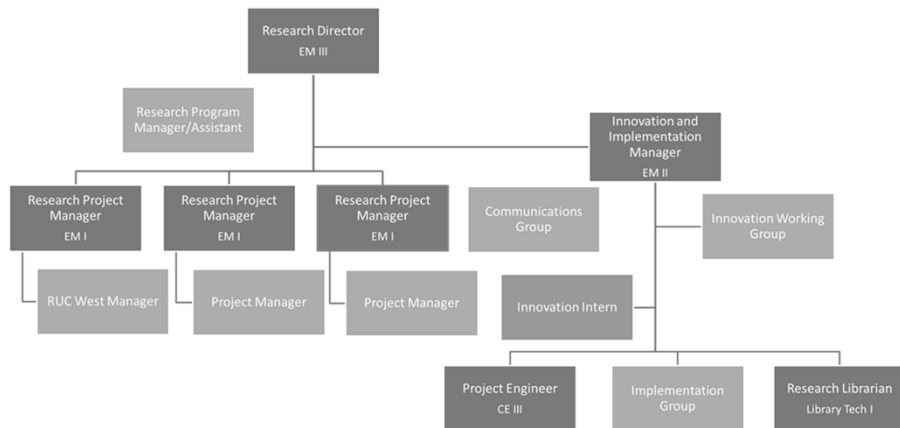 Research Director
EM III
Research Program
Manager/Assistant
Innovation and
Implementation
Manager
EM II
Research Project
Manager
EM I
Research Project
Manager
EM I
Research Project
Manager
EM I
Communications
Group
Innovation Working
Group
RUC West Manager
Project Manager
Project Manager
Innovation Intern
Project Engineer
CE III
Implementation
Group
Research Librarian
Library Tech I